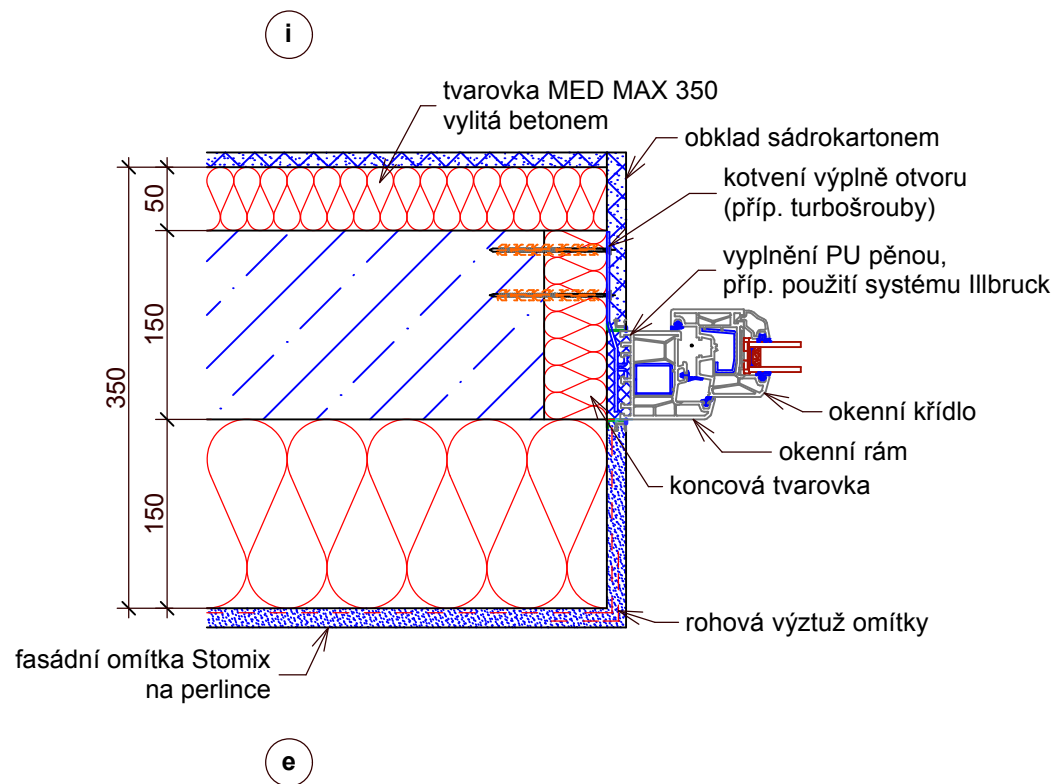 i
tvarovka MED MAX 350
vylitá betonem
obklad sádrokartonem
kotvení výplně otvoru
(příp. turbošrouby)
vyplnění PU pěnou,
příp. použití systému Illbruck
50
150
350
150
okenní křídlo
okenní rám
koncová tvarovka
rohová výztuž omítky
fasádní omítka Stomix
na perlince
e